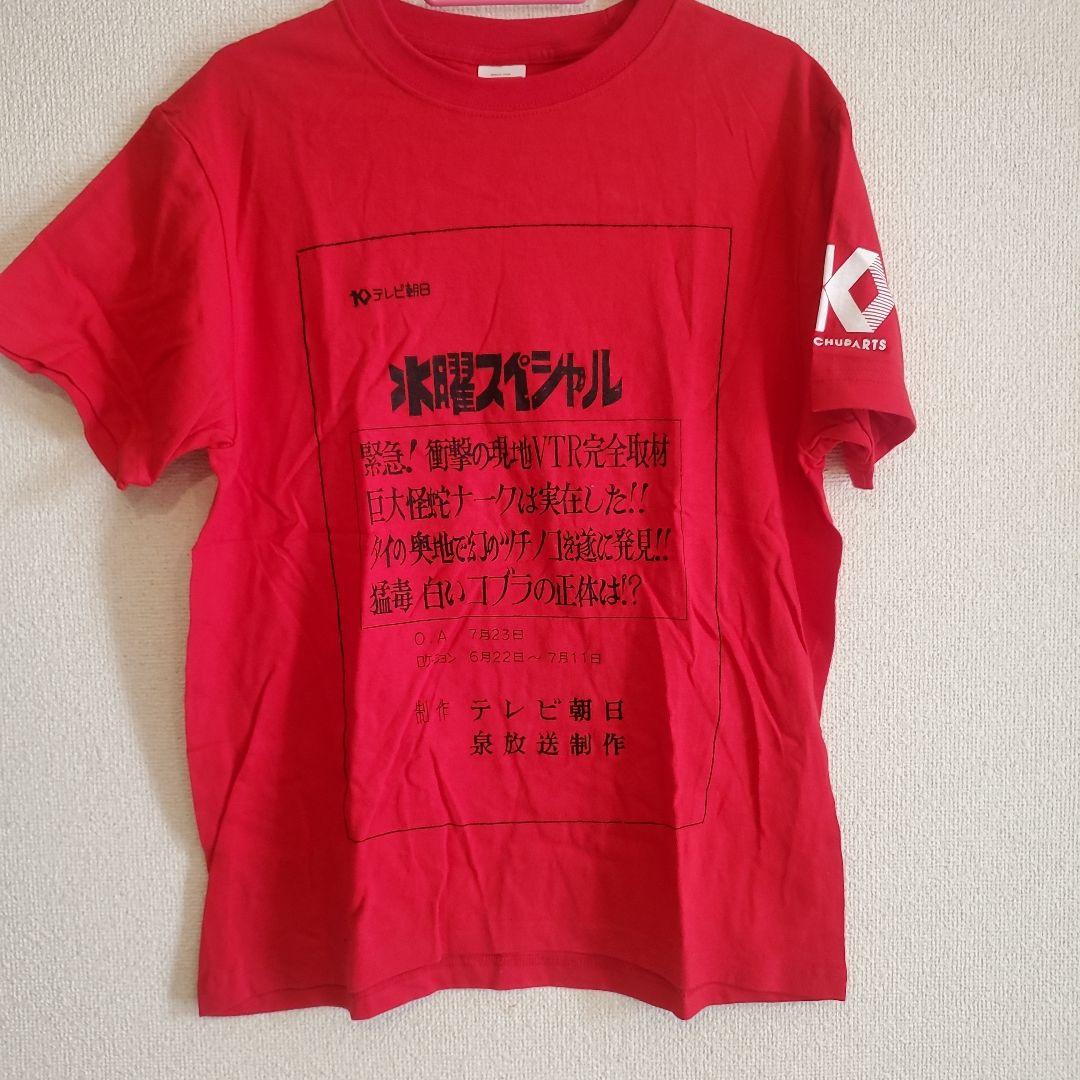 10 テレビ朝日
水曜スペシャル
緊急!衝撃の現地VTR完全取材
巨大怪蛇ナークは実在した!!
タイの奥地で幻のツチノコを遂に発見!!
猛毒 白いコブラの正体は!?
O.A 7月23日
ロケーション 6月22日〜7月11日
制作 テレビ朝日
泉放送制作
10
CHUPARTS